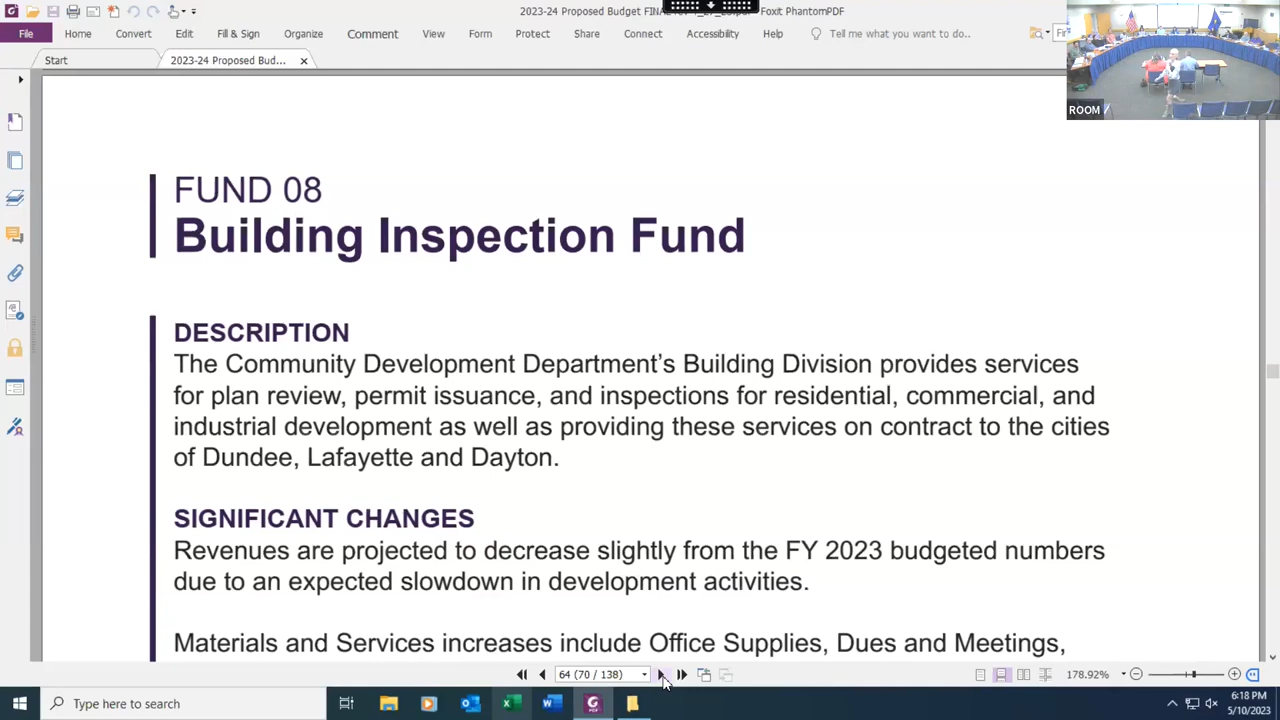 2023-24 Proposed Budget FINAL
Foxit PhantomPDF
File Home Convert Edit Fill & Sign Organize Comment View Form Protect Share Connect Accessibility Help Tell me what you want to do..
Start 2023-24 Proposed Bud...
ROOM
FUND 08
Building Inspection Fund
DESCRIPTION
The Community Development Department's Building Division provides services
for plan review, permit issuance, and inspections for residential, commercial, and
industrial development as well as providing these services on contract to the cities
of Dundee, Lafayette and Dayton.
SIGNIFICANT CHANGES
Revenues are projected to decrease slightly from the FY 2023 budgeted numbers
due to an expected slowdown in development activities.
Materials and Services increases include Office Supplies, Dues and Meetings,
64 (70 / 138) 178.92%
Type here to search
6:18 PM
5/10/2023